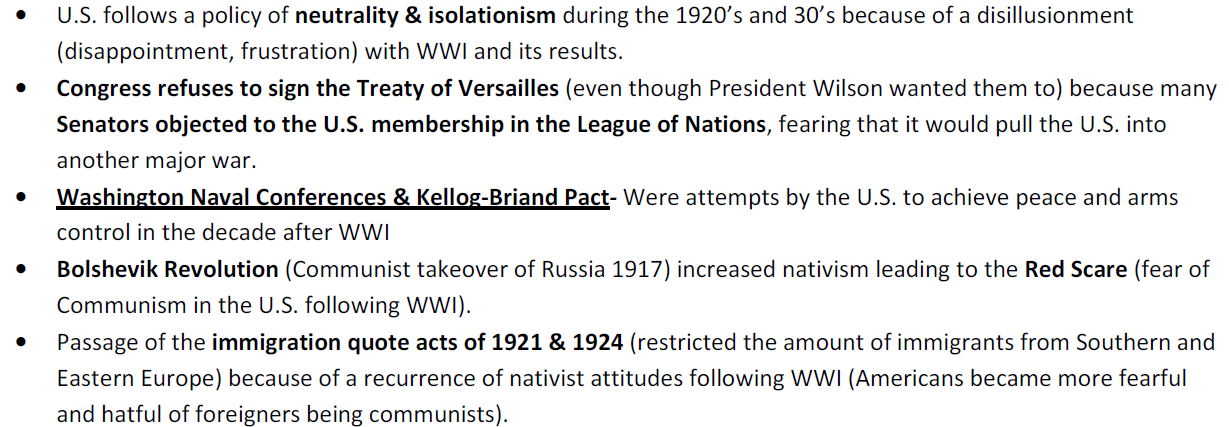 • U.S. follows a policy of neutrality & isolationism during the 1920’s and 30’s because of a disillusionment
(disappointment, frustration) with WWI and its results.
• Congress refuses to sign the Treaty of Versailles (even though President Wilson wanted them to) because many
Senators objected to the U.S. membership in the League of Nations, fearing that it would pull the U.S. into
another major war.
• Washington Naval Conferences & Kellog-Briand Pact- Were attempts by the U.S. to achieve peace and arms
control in the decade after WWI
• Bolshevik Revolution (Communist takeover of Russia 1917) increased nativism leading to the Red Scare (fear of
Communism in the U.S. following WWI).
• Passage of the immigration quote acts of 1921 & 1924 (restricted the amount of immigrants from Southern and
Eastern Europe) because of a recurrence of nativist attitudes following WWI (Americans became more fearful
and hatful of foreigners being communists).